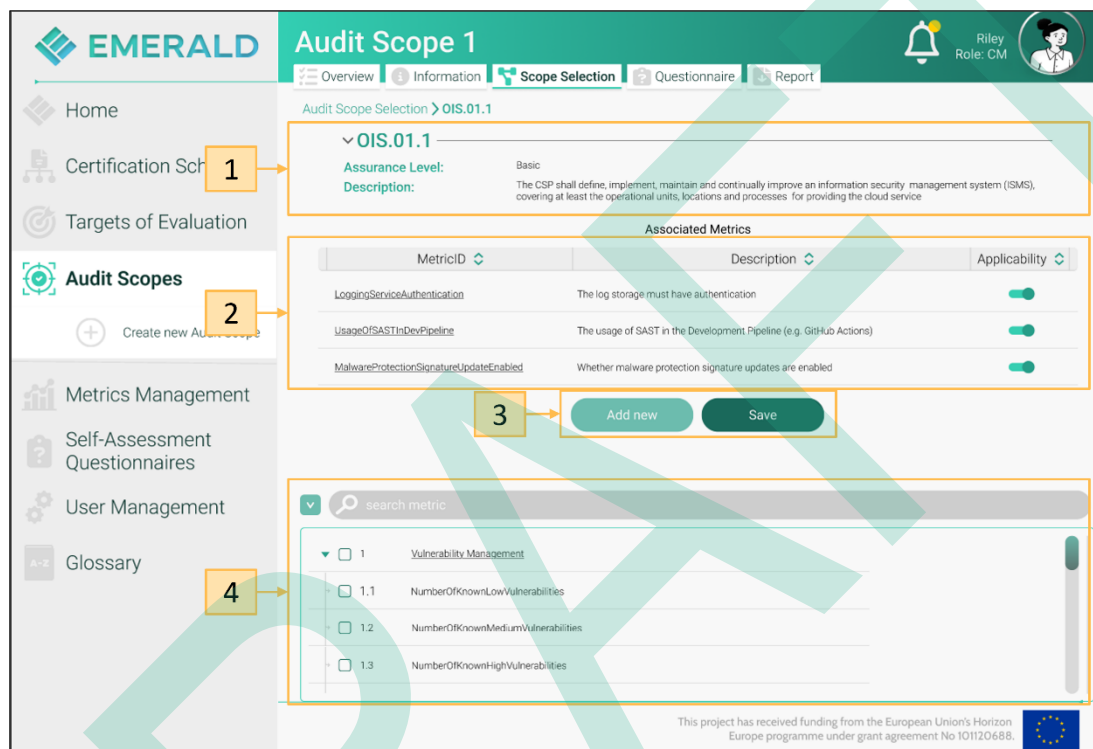 EMERALD
Audit Scope 1
Riley
Role: CM
Overview
Information
Scope Selection
Questionnaire
Report
Home
Certification Sch
Targets of Evaluation
Audit Scopes
Create new Audit Scope
Metrics Management
Self-Assessment
Questionnaires
User Management
A-Z
Glossary
Audit Scope Selection > OIS.01.1
1
OIS.01.1
Assurance Level:
Basic
Description:
The CSP shall define, implement, maintain and continually improve an information security management system (ISMS),
covering at least the operational units, locations and processes for providing the cloud service
Associated Metrics
2
MetricID
Description
Applicability
LoggingServiceAuthentication
The log storage must have authentication
UsageOfSASTInDevPipeline
The usage of SAST in the Development Pipeline (e.g. GitHub Actions)
MalwareProtectionSignatureUpdateEnabled
Whether malware protection signature updates are enabled
3
Add new
Save
4
search metric
1 Vulnerability Management
1.1 NumberOfKnownLowVulnerabilities
1.2 NumberOfKnownMediumVulnerabilities
1.3 NumberOfKnownHighVulnerabilities
This project has received funding from the European Union's Horizon
Europe programme under grant agreement No 101120688.
DRAFT